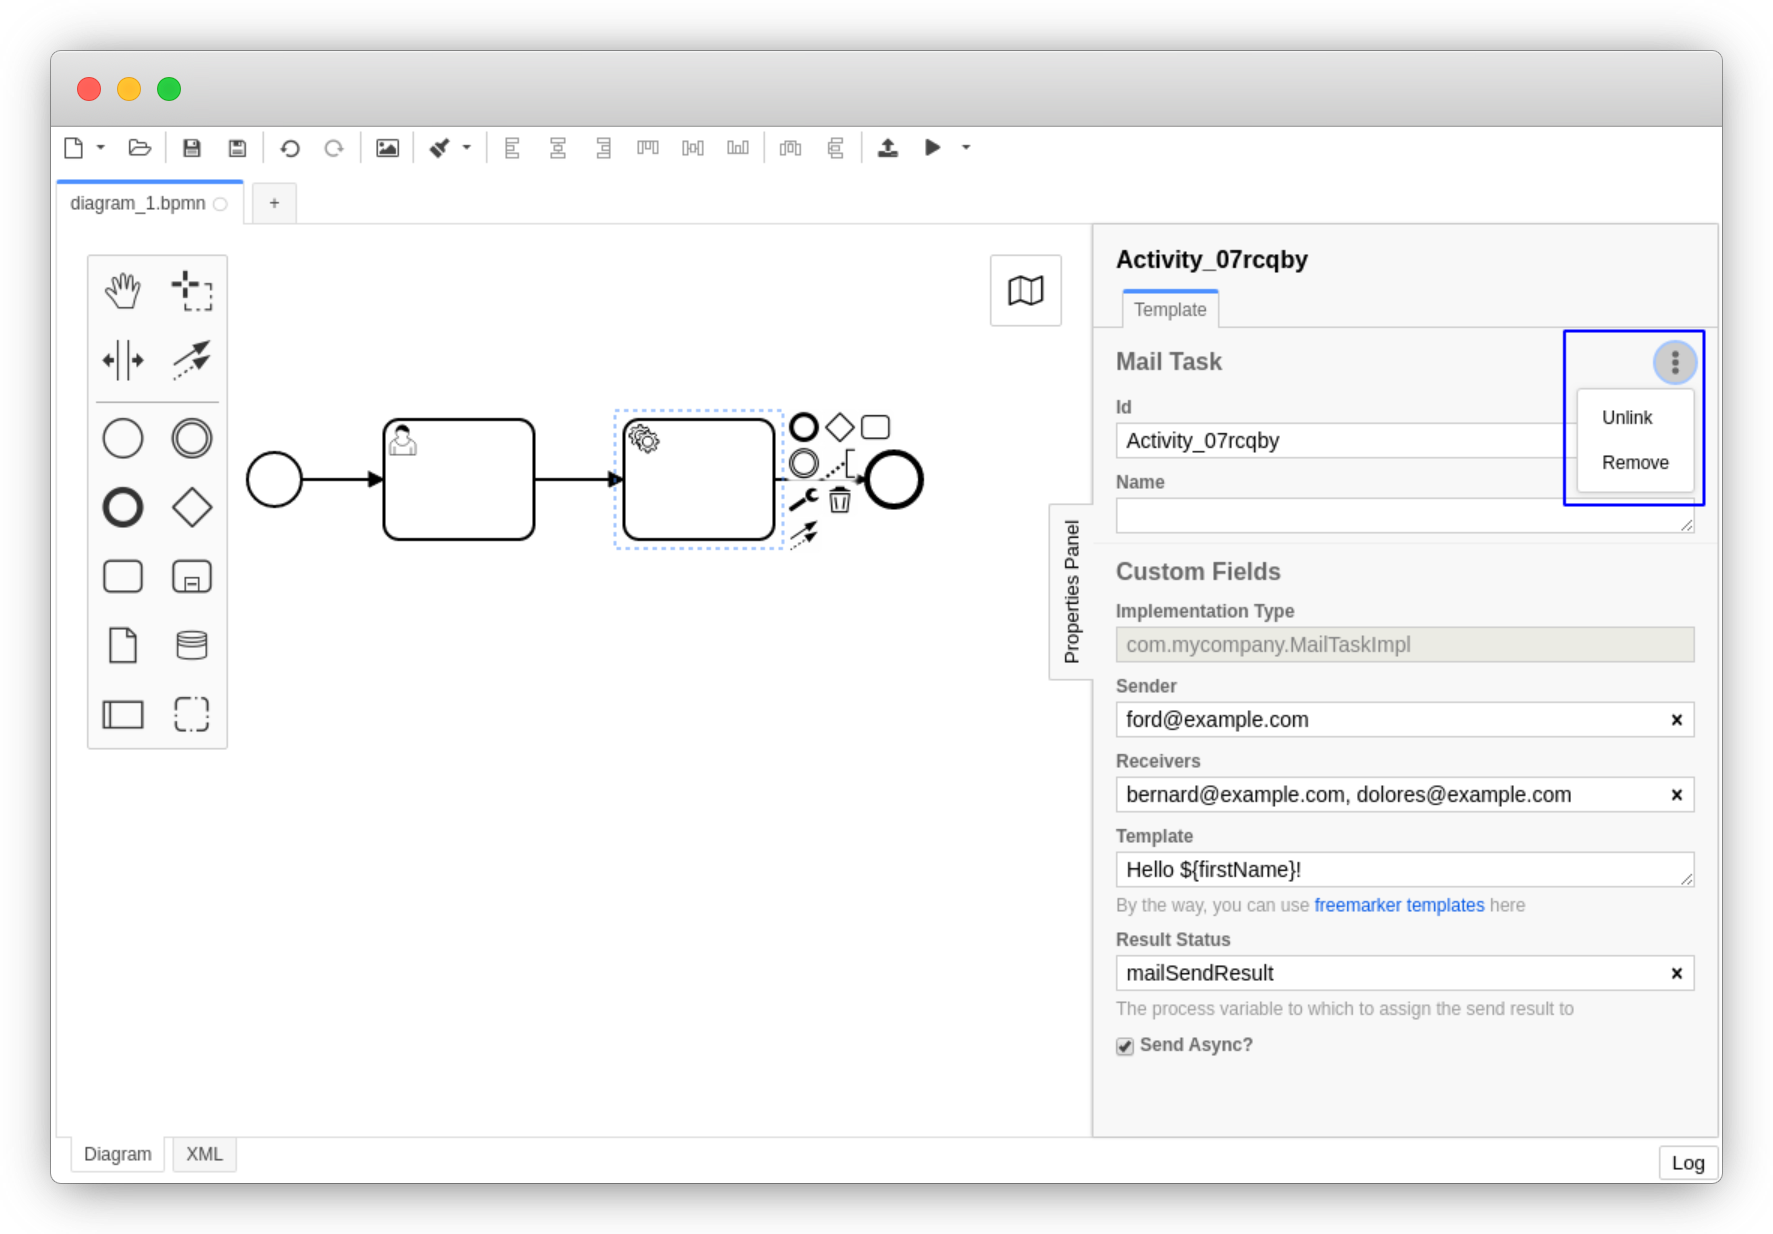 diagram_1.bpmn
+
Activity_07rcqby
Template
Mail Task
Unlink
Remove
Id
Activity_07rcqby
Name
Properties Panel
Custom Fields
Implementation Type
com.mycompany.MailTaskImpl
Sender
ford@example.com
Receivers
bernard@example.com, dolores@example.com
Template
Hello ${firstName}!
By the way, you can use freemarker templates here
Result Status
mailSendResult
The process variable to which to assign the send result to
Send Async?
Diagram
XML
Log